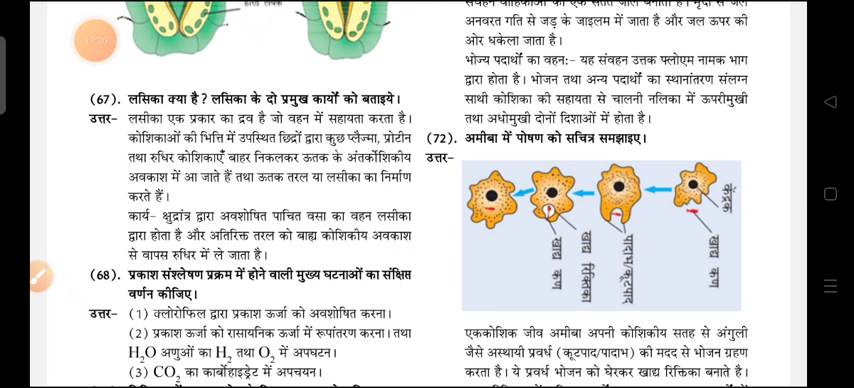 19:20
(67). लसिका क्या है? लसिका के दो प्रमुख कार्यों को बताइये।
उत्तर- लसीका एक प्रकार का द्रव है जो वहन में सहायता करता है।
कोशिकाओं की भित्ति में उपस्थित छिद्रों द्वारा कुछ प्लैज्मा, प्रोटीन
तथा रुधिर कोशिकाएँ बाहर निकलकर ऊतक के अंतर्कोशिकीय
अवकाश में आ जाते हैं तथा ऊतक तरल या लसीका का निर्माण
करते हैं।
कार्य- क्षुद्रांत्र द्वारा अवशोषित पाचित वसा का वहन लसीका
द्वारा होता है और अतिरिक्त तरल को बाह्य कोशिकीय अवकाश
से वापस रुधिर में ले जाता है।
(68). प्रकाश संश्लेषण प्रक्रम में होने वाली मुख्य घटनाओं का संक्षिप्त
वर्णन कीजिए।
उत्तर- (1) क्लोरोफिल द्वारा प्रकाश ऊर्जा को अवशोषित करना।
(2) प्रकाश ऊर्जा को रासायनिक ऊर्जा में रूपांतरण करना। तथा
H₂O अणुओं का H₂ तथा O₂ में अपघटन।
(3) CO₂ का कार्बोहाइड्रेट में अपचयन।
अनवरत गति से जड़ के जाइलम में जाता है और जल ऊपर की
ओर धकेला जाता है।
भोज्य पदार्थों का वहन:- यह संवहन उत्तक फ्लोएम नामक भाग
द्वारा होता है। भोजन तथा अन्य पदार्थों का स्थानांतरण संलग्न
साथी कोशिका की सहायता से चालनी नलिका में ऊपरीमुखी
तथा अधोमुखी दोनों दिशाओं में होता है।
(72). अमीबा में पोषण को सचित्र समझाइए।
उत्तर-
केंद्रक
खाद्य कण
पादाभ/कूटपाद
खाद्य रिक्तिका
खाद्य कण
एककोशिक जीव अमीबा अपनी कोशिकीय सतह से अंगुली
जैसे अस्थायी प्रवर्ध (कूटपाद/पादाभ) की मदद से भोजन ग्रहण
करता है। ये प्रवर्ध भोजन को घेरकर खाद्य रिक्तिका बनाते है।